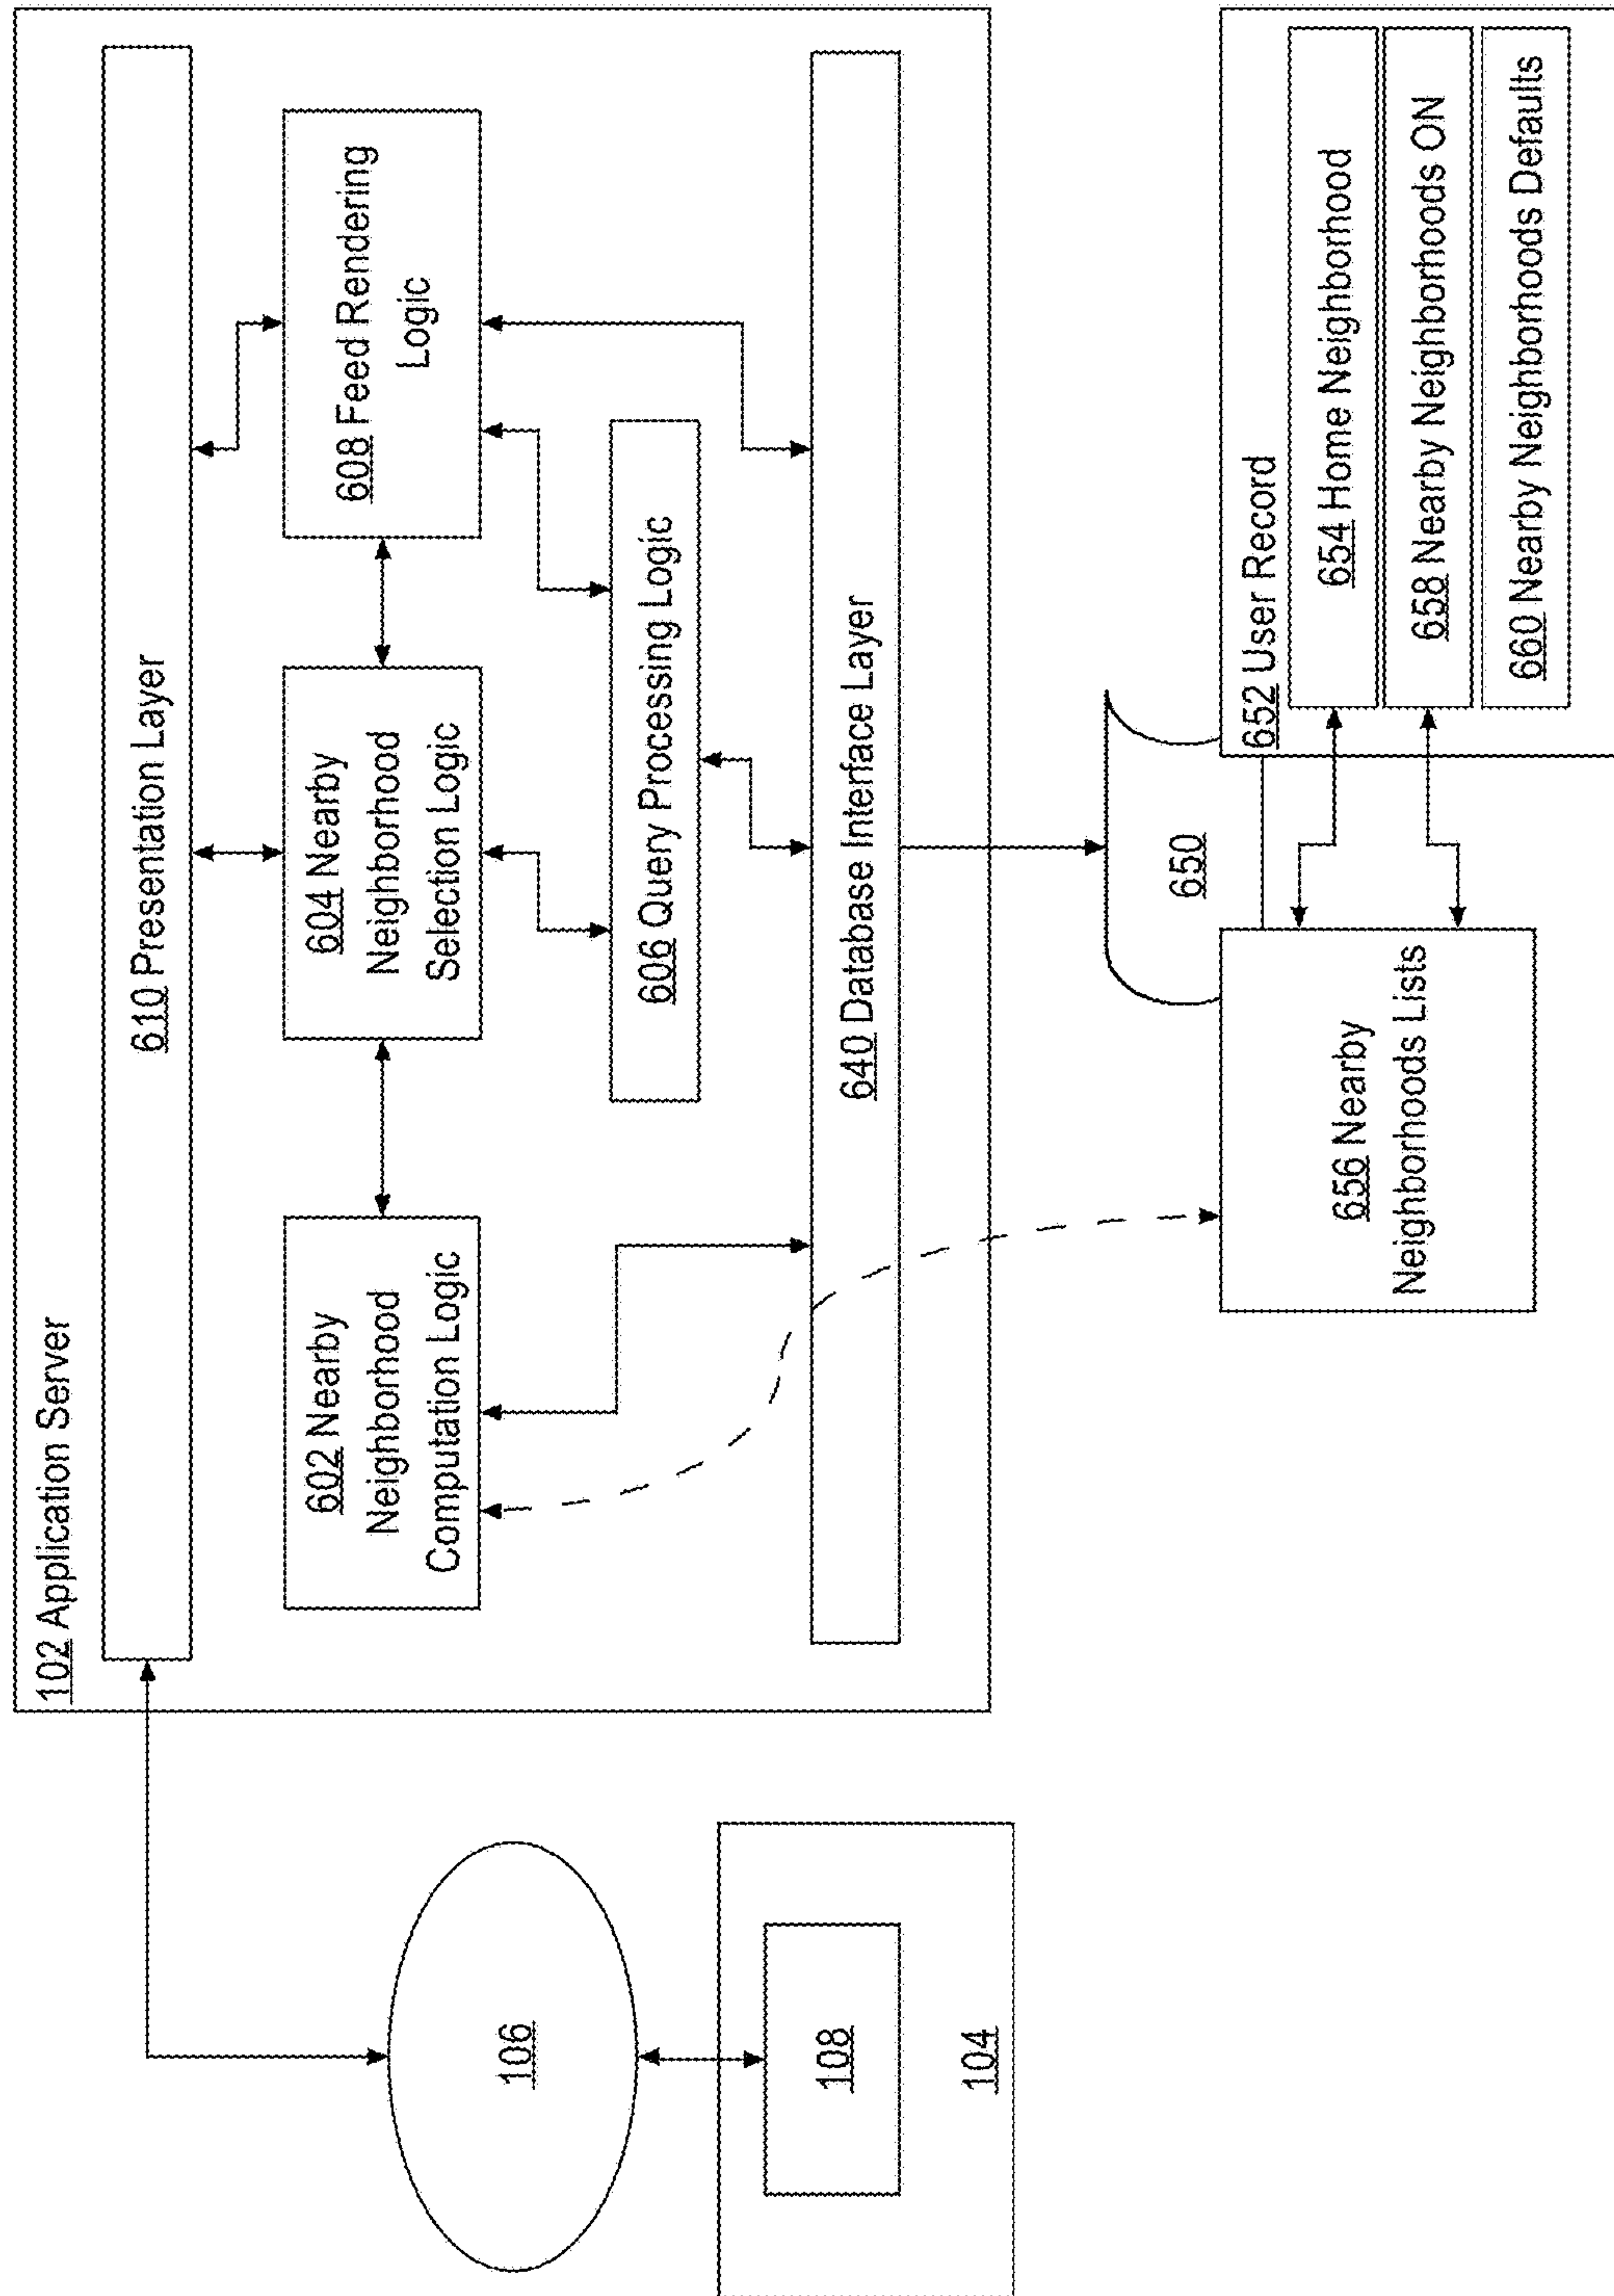 102 Application Server
610 Presentation Layer
602 Nearby
Neighborhood
Computation Logic
604 Nearby
Neighborhood
Selection Logic
608 Feed Rendering
Logic
606 Query Processing Logic
640 Database Interface Layer
106
108
104
650
656 Nearby
Neighborhoods Lists
652 User Record
654 Home Neighborhood
658 Nearby Neighborhoods ON
660 Nearby Neighborhoods Defaults